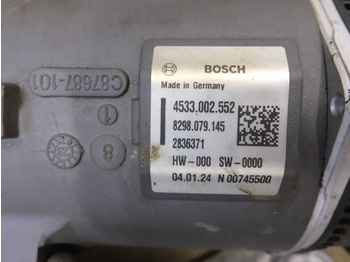 BOSCH
Made in Germany
4533,002.552
8298.079.145
2836371
HW-000 SW-0000
04.01.24 N 00745500
C87687-101
1
8